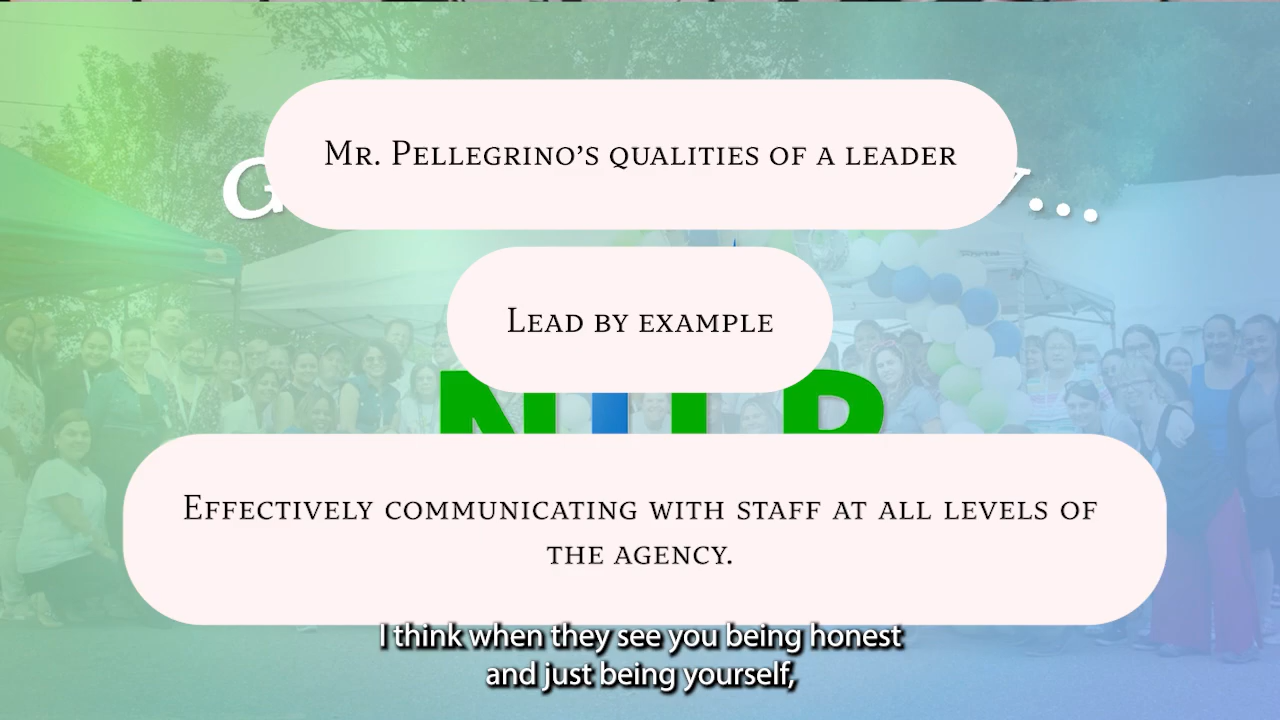 Mr. Pellegrino’s qualities of a leader
Lead by example
Effectively communicating with staff at all levels of
the agency.
I think when they see you being honest
and just being yourself,